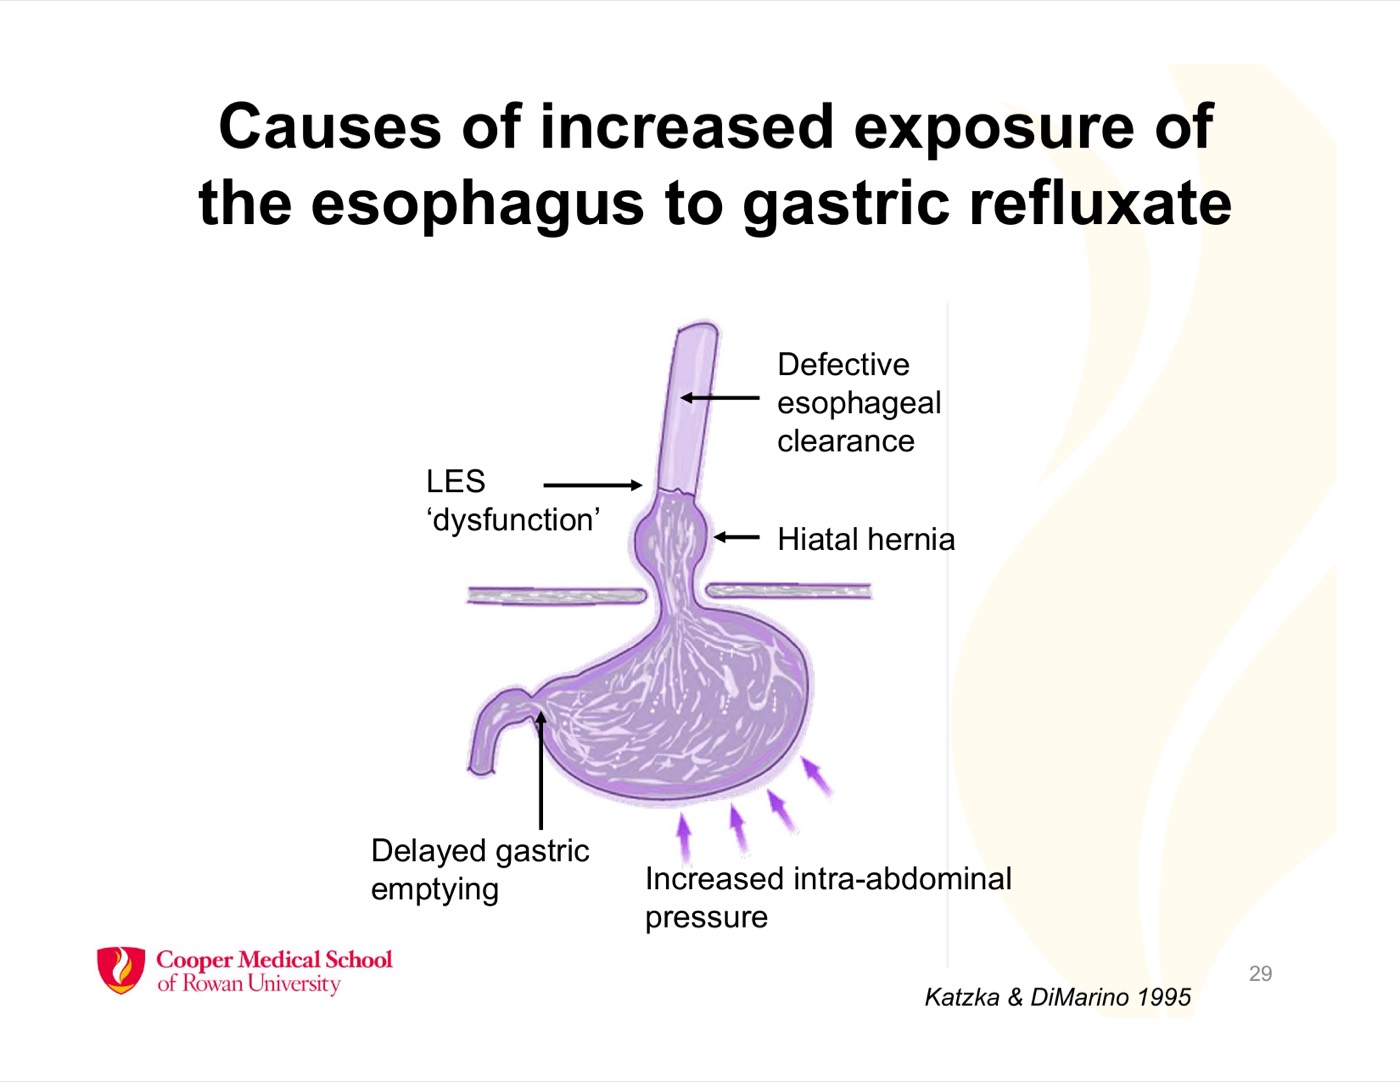 Causes of increased exposure of
the esophagus to gastric refluxate
Defective
esophageal
clearance
LES
‘dysfunction’
Hiatal hernia
Delayed gastric
emptying
Increased intra-abdominal
pressure
Cooper Medical School
of Rowan University
Katzka & DiMarino 1995
29